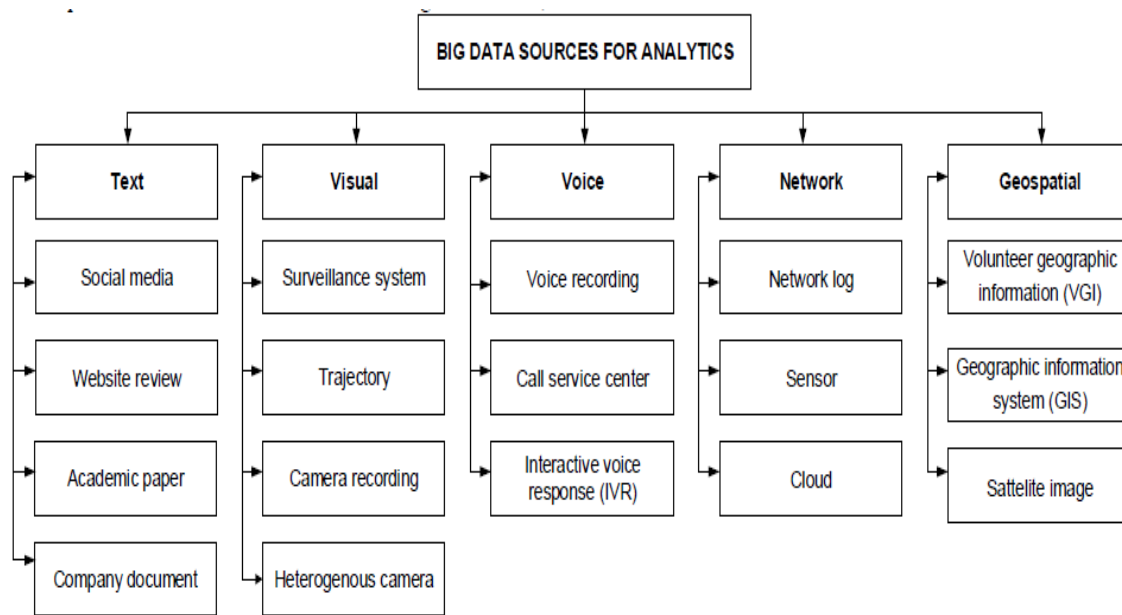 BIG DATA SOURCES FOR ANALYTICS
Text
Visual
Voice
Network
Geospatial
Social media
Surveillance system
Voice recording
Network log
Volunteer geographic
information (VGI)
Website review
Trajectory
Call service center
Sensor
Geographic information
system (GIS)
Academic paper
Camera recording
Interactive voice
response (IVR)
Cloud
Sattelite image
Company document
Heterogenous camera